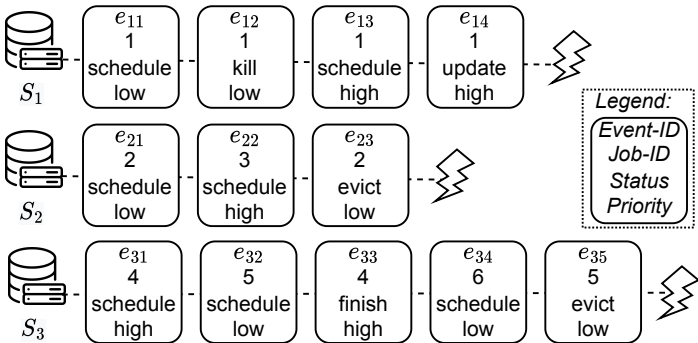 e11
1
schedule
low
e12
1
kill
low
e13
1
schedule
high
e14
1
update
high
S1
Legend:
Event-ID
Job-ID
Status
Priority
e21
2
schedule
low
e22
3
schedule
high
e23
2
evict
low
S2
e31
4
schedule
high
e32
5
schedule
low
e33
4
finish
high
e34
6
schedule
low
e35
5
evict
low
S3